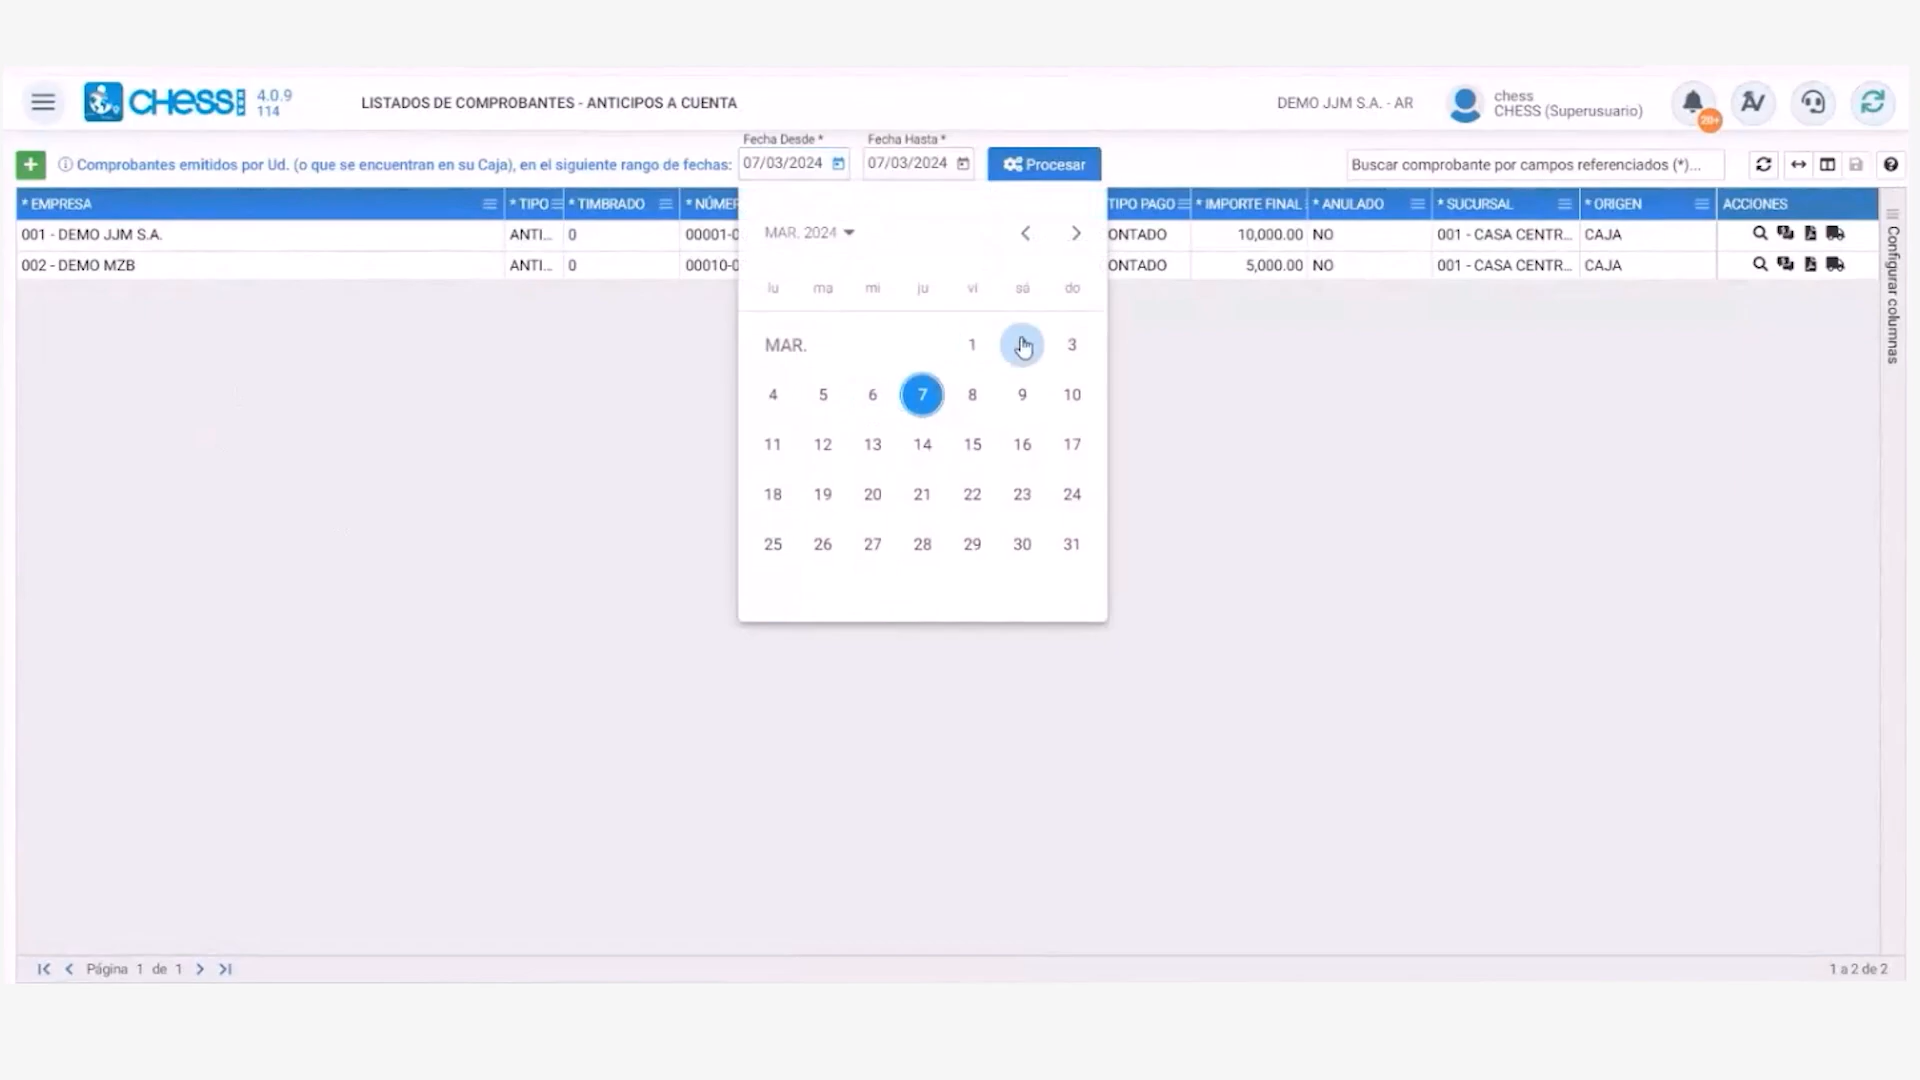 CHESS ERP 4.0.9
114
LISTADOS DE COMPROBANTES - ANTICIPOS A CUENTA
DEMO JJM S.A. - AR
chess
CHESS (Superusuario)
20+
Fecha Desde *
Fecha Hasta *
Comprobantes emitidos por Ud. (o que se encuentran en su Caja), en el siguiente rango de fechas:
07/03/2024
07/03/2024
Procesar
Buscar comprobante por campos referenciados (*)...
* EMPRESA * TIPO * TIMBRADO * NÚMER TIPO PAGO * IMPORTE FINAL * ANULADO * SUCURSAL * ORIGEN ACCIONES
001 - DEMO JJM S.A. ANTI... 0 00001-0 ONTADO 10,000.00 NO 001 - CASA CENTR... CAJA
002 - DEMO MZB ANTI... 0 00010-0 ONTADO 5,000.00 NO 001 - CASA CENTR... CAJA
Configurar columnas
MAR. 2024
lu ma mi ju vi sá do
MAR. 1 3
4 5 6 7 8 9 10
11 12 13 14 15 16 17
18 19 20 21 22 23 24
25 26 27 28 29 30 31
Página 1 de 1
1 a 2 de 2